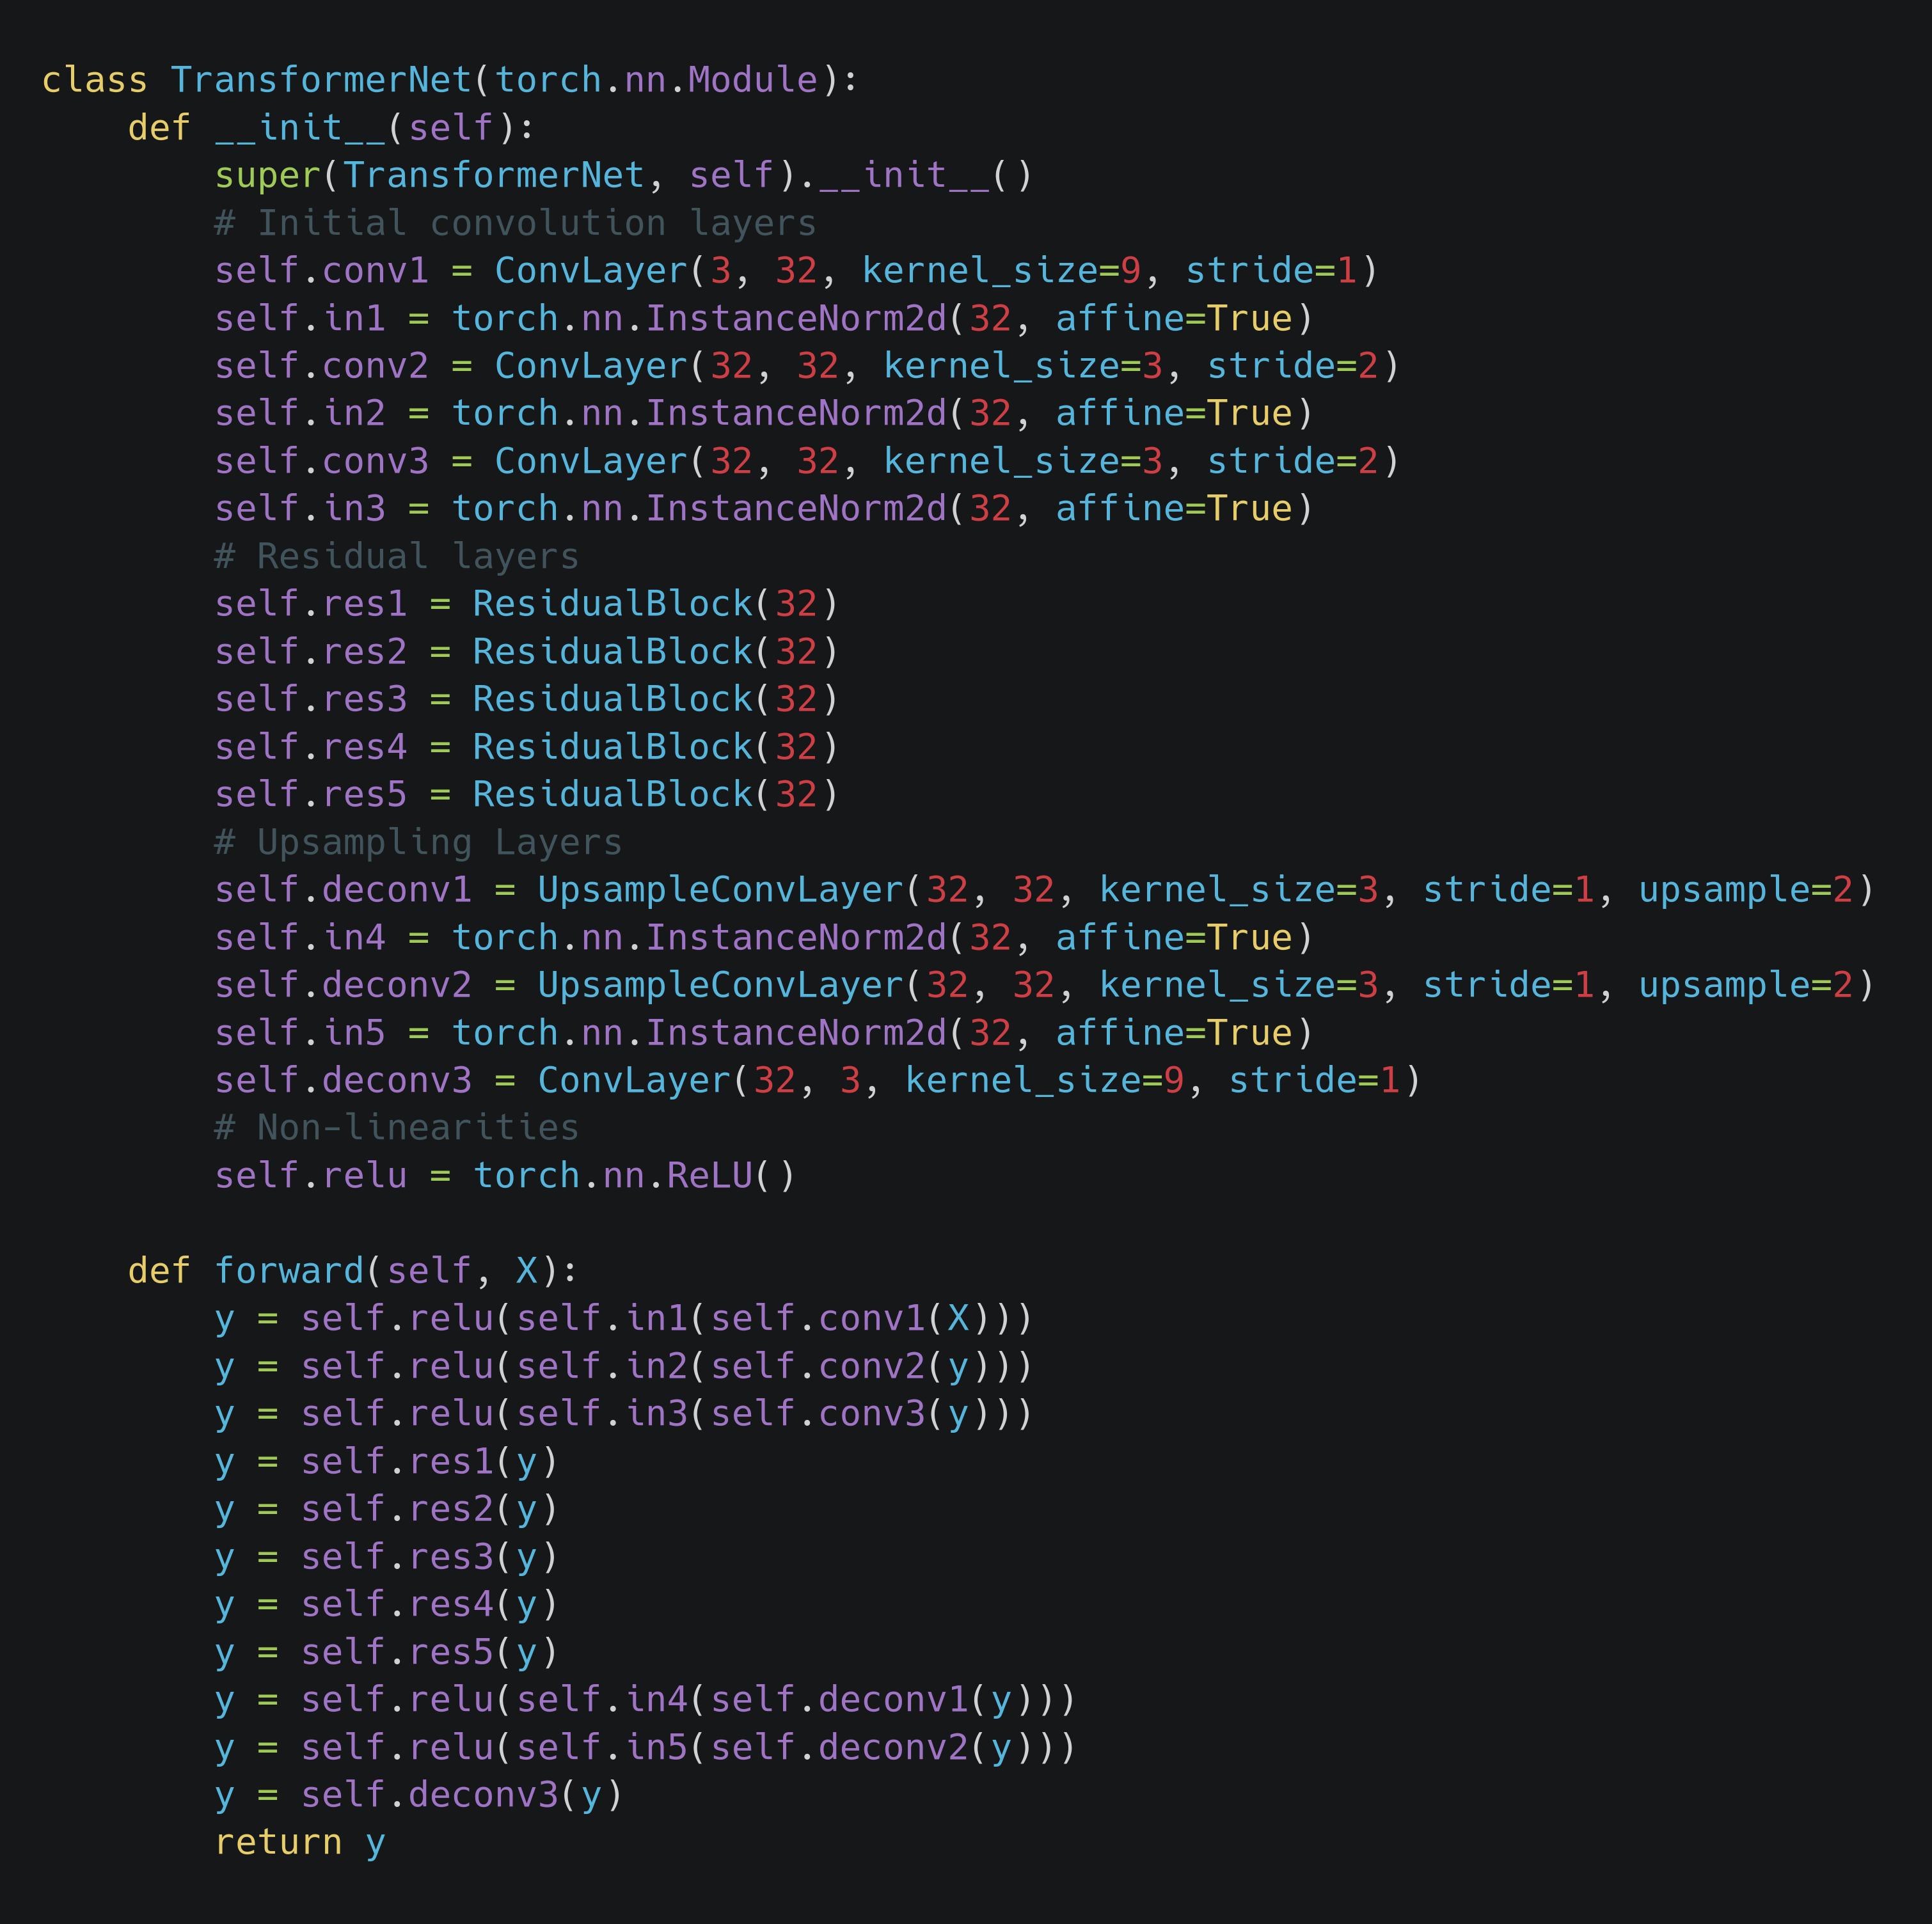 class TransformerNet(torch.nn.Module):
    def __init__(self):
        super(TransformerNet, self).__init__()
        # Initial convolution layers
        self.conv1 = ConvLayer(3, 32, kernel_size=9, stride=1)
        self.in1 = torch.nn.InstanceNorm2d(32, affine=True)
        self.conv2 = ConvLayer(32, 32, kernel_size=3, stride=2)
        self.in2 = torch.nn.InstanceNorm2d(32, affine=True)
        self.conv3 = ConvLayer(32, 32, kernel_size=3, stride=2)
        self.in3 = torch.nn.InstanceNorm2d(32, affine=True)
        # Residual layers
        self.res1 = ResidualBlock(32)
        self.res2 = ResidualBlock(32)
        self.res3 = ResidualBlock(32)
        self.res4 = ResidualBlock(32)
        self.res5 = ResidualBlock(32)
        # Upsampling Layers
        self.deconv1 = UpsampleConvLayer(32, 32, kernel_size=3, stride=1, upsample=2)
        self.in4 = torch.nn.InstanceNorm2d(32, affine=True)
        self.deconv2 = UpsampleConvLayer(32, 32, kernel_size=3, stride=1, upsample=2)
        self.in5 = torch.nn.InstanceNorm2d(32, affine=True)
        self.deconv3 = ConvLayer(32, 3, kernel_size=9, stride=1)
        # Non-linearities
        self.relu = torch.nn.ReLU()

    def forward(self, X):
        y = self.relu(self.in1(self.conv1(X)))
        y = self.relu(self.in2(self.conv2(y)))
        y = self.relu(self.in3(self.conv3(y)))
        y = self.res1(y)
        y = self.res2(y)
        y = self.res3(y)
        y = self.res4(y)
        y = self.res5(y)
        y = self.relu(self.in4(self.deconv1(y)))
        y = self.relu(self.in5(self.deconv2(y)))
        y = self.deconv3(y)
        return y